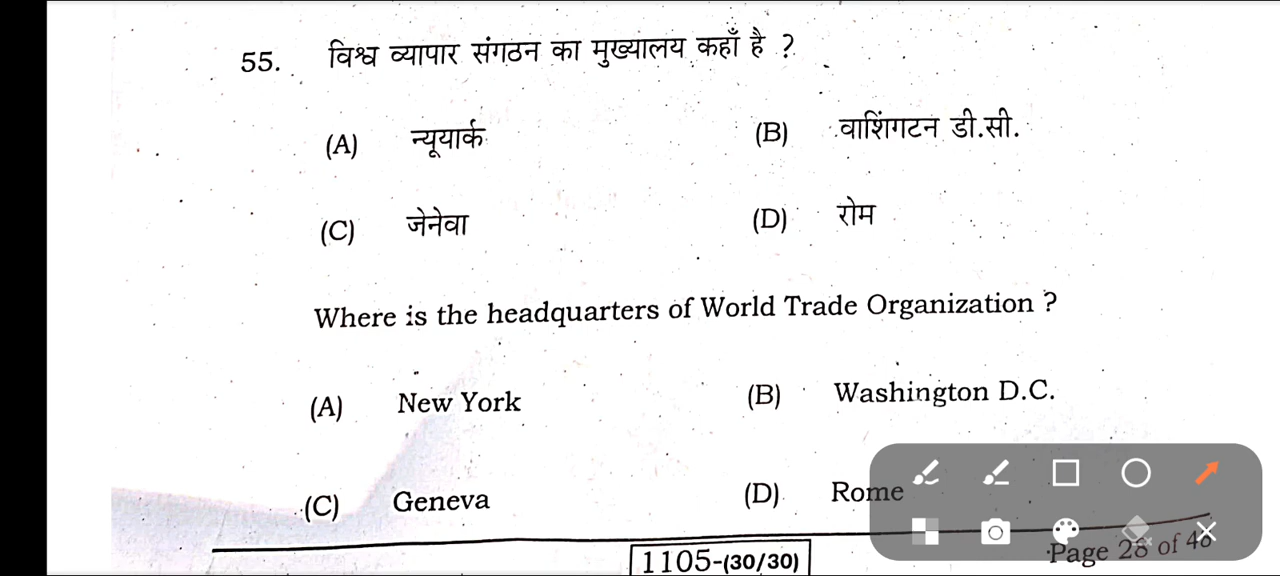 55. विश्व व्यापार संगठन का मुख्यालय कहाँ है ?
(A) न्यूयार्क (B) वाशिंगटन डी.सी.
(C) जेनेवा (D) रोम
Where is the headquarters of World Trade Organization ?
(A) New York (B) Washington D.C.
(C) Geneva (D) Rome
1105-(30/30) Page 28 of 40